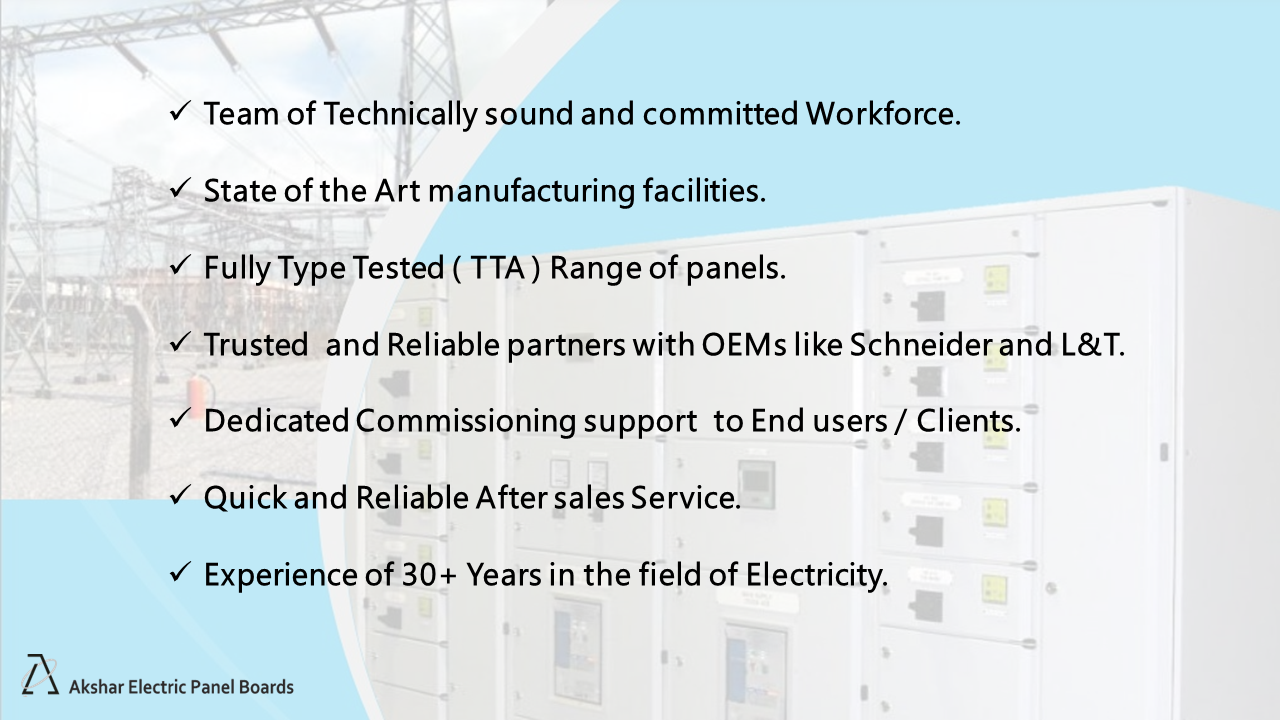 ✓ Team of Technically sound and committed Workforce.
✓ State of the Art manufacturing facilities.
✓ Fully Type Tested ( TTA ) Range of panels.
✓ Trusted  and Reliable partners with OEMs like Schneider and L&T.
✓ Dedicated Commissioning support  to End users / Clients.
✓ Quick and Reliable After sales Service.
✓ Experience of 30+ Years in the field of Electricity.
Akshar Electric Panel Boards